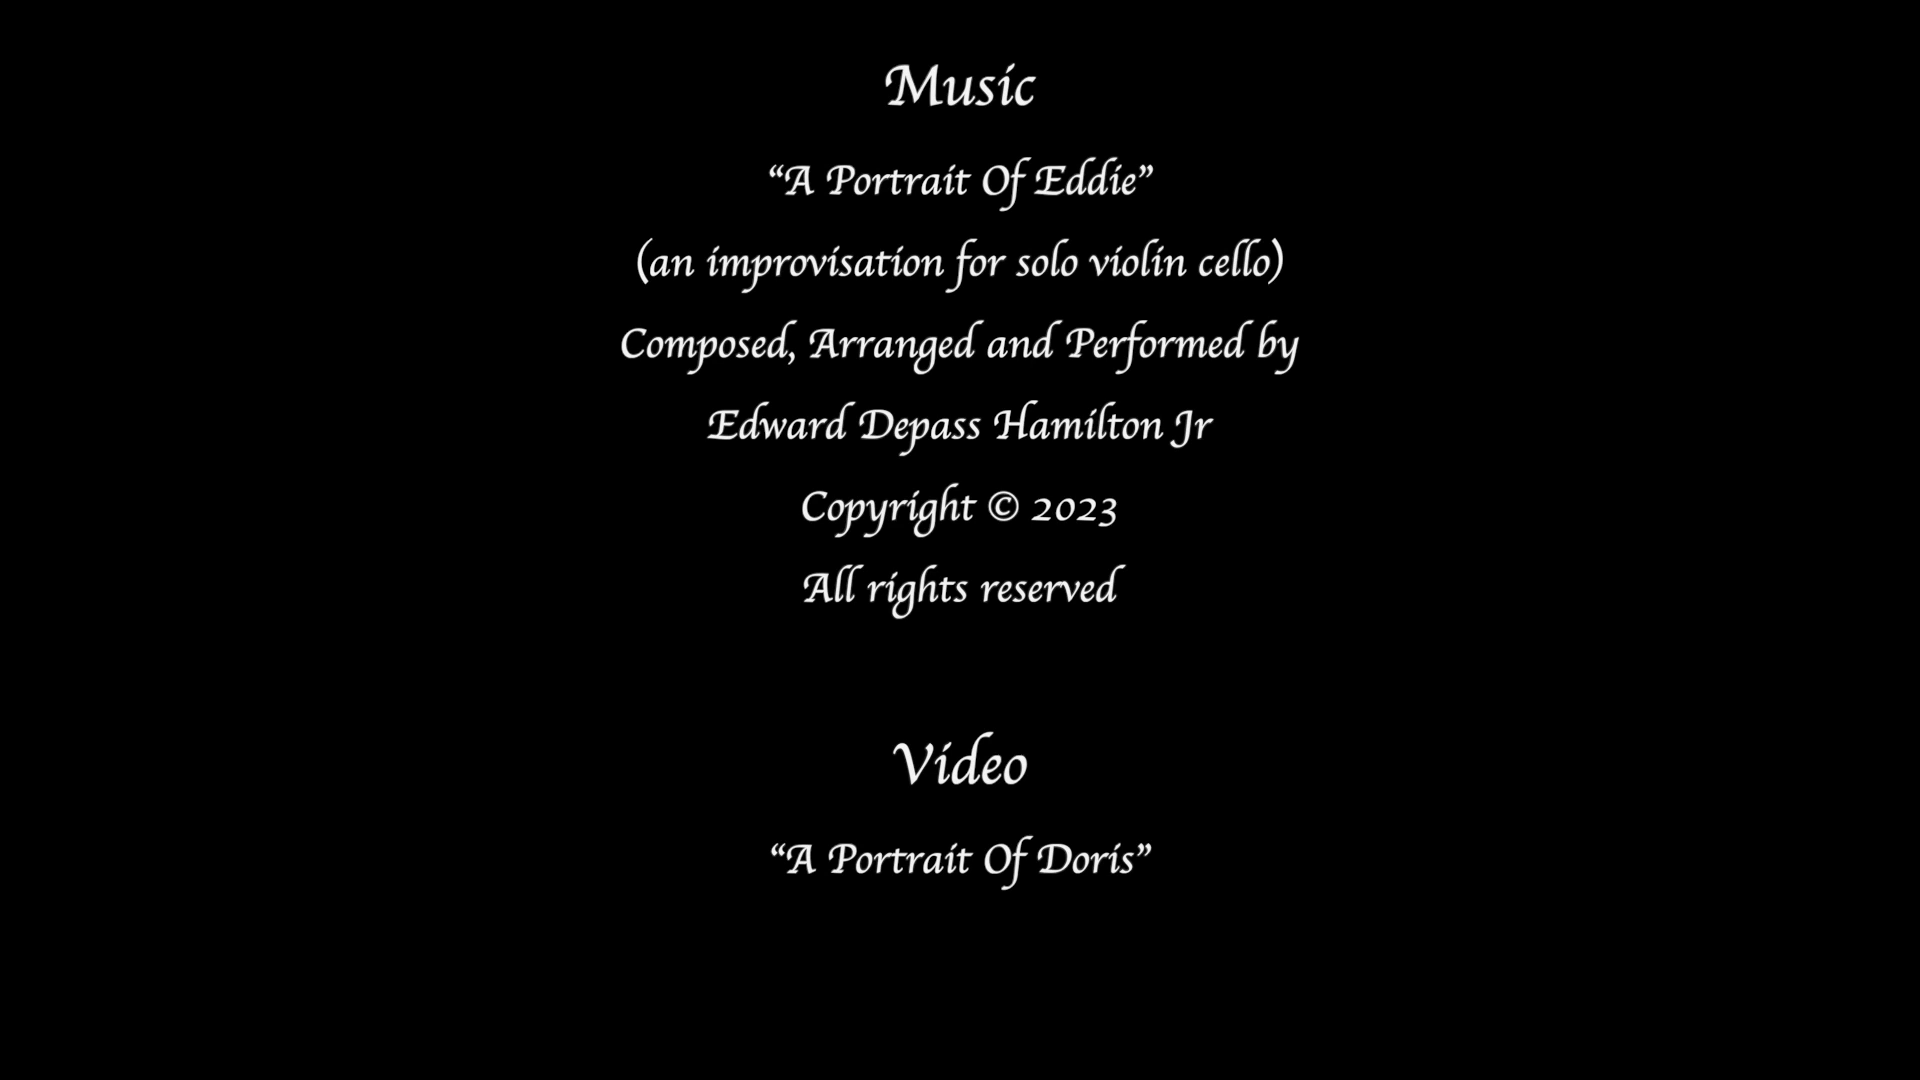 Music
“A Portrait Of Eddie”
(an improvisation for solo violin cello)
Composed, Arranged and Performed by
Edward Depass Hamilton Jr
Copyright © 2023
All rights reserved
Video
“A Portrait Of Doris”